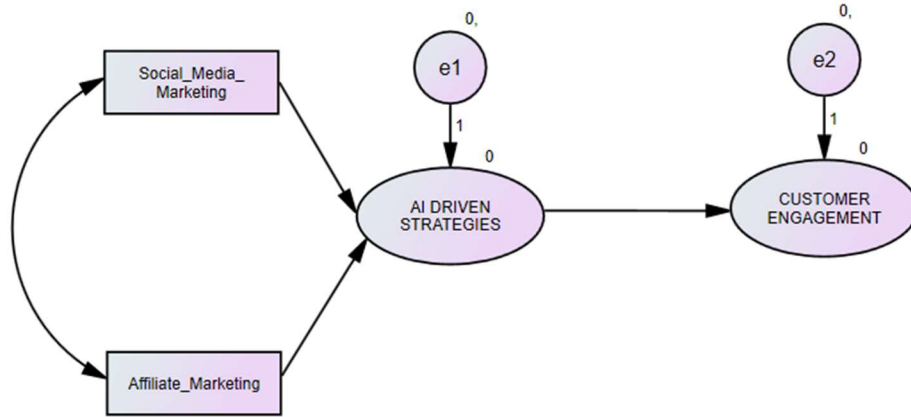 Social_Media_
Marketing
0,
e1
1
0
AI DRIVEN
STRATEGIES
0,
e2
1
0
CUSTOMER
ENGAGEMENT
Affiliate_Marketing